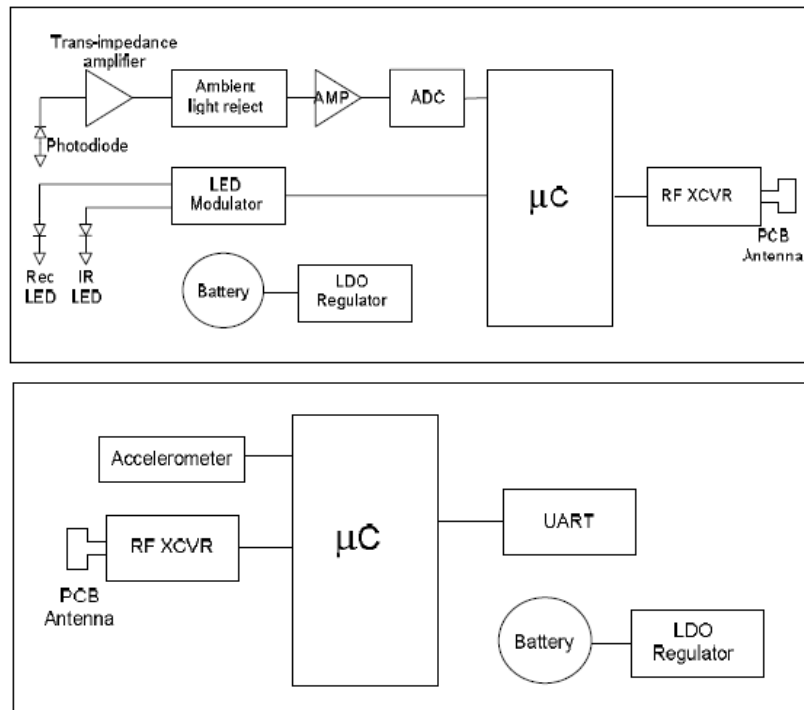 Trans-impedance
amplifier
Ambient
light reject
AMP
ADC
Photodiode
LED
Modulator
μC
RF XCVR
PCB
Antenna
Rec
LED
IR
LED
Battery
LDO
Regulator
Accelerometer
RF XCVR
μC
UART
PCB
Antenna
Battery
LDO
Regulator